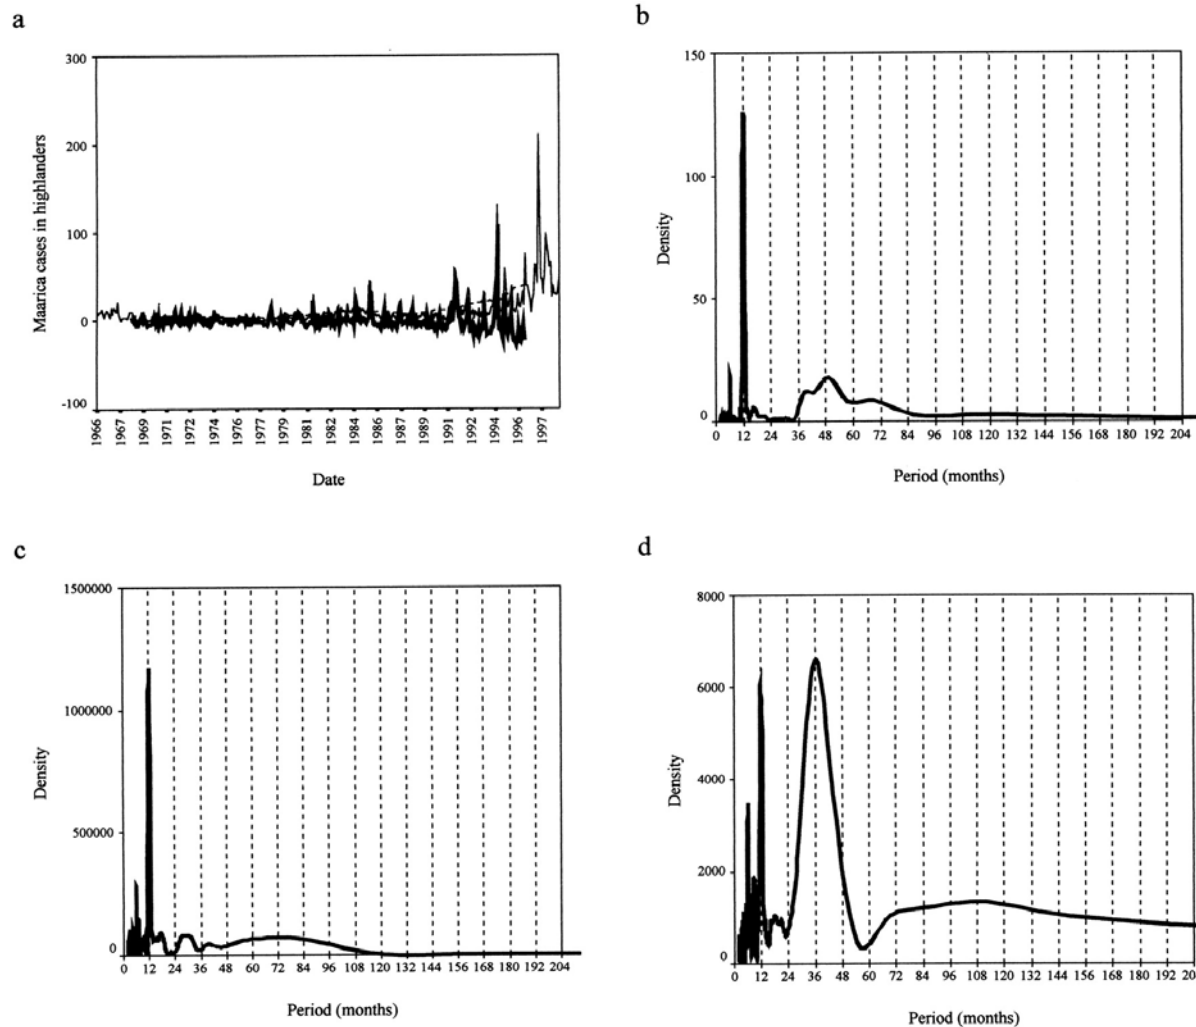 a
300
200
100
0
-100
Maarica cases in highlanders
1966 1967 1969 1971 1972 1974 1976 1977 1979 1981 1982 1984 1986 1987 1989 1991 1992 1994 1996 1997
Date
b
150
100
50
0
Density
0 12 24 36 48 60 72 84 96 108 120 132 144 156 168 180 192 204
Period (months)
c
1500000
1000000
500000
0
Density
0 12 24 36 48 60 72 84 96 108 120 132 144 156 168 180 192 204
Period (months)
d
8000
6000
4000
2000
0
Density
0 12 24 36 48 60 72 84 96 108 120 132 144 156 168 180 192 20
Period (months)